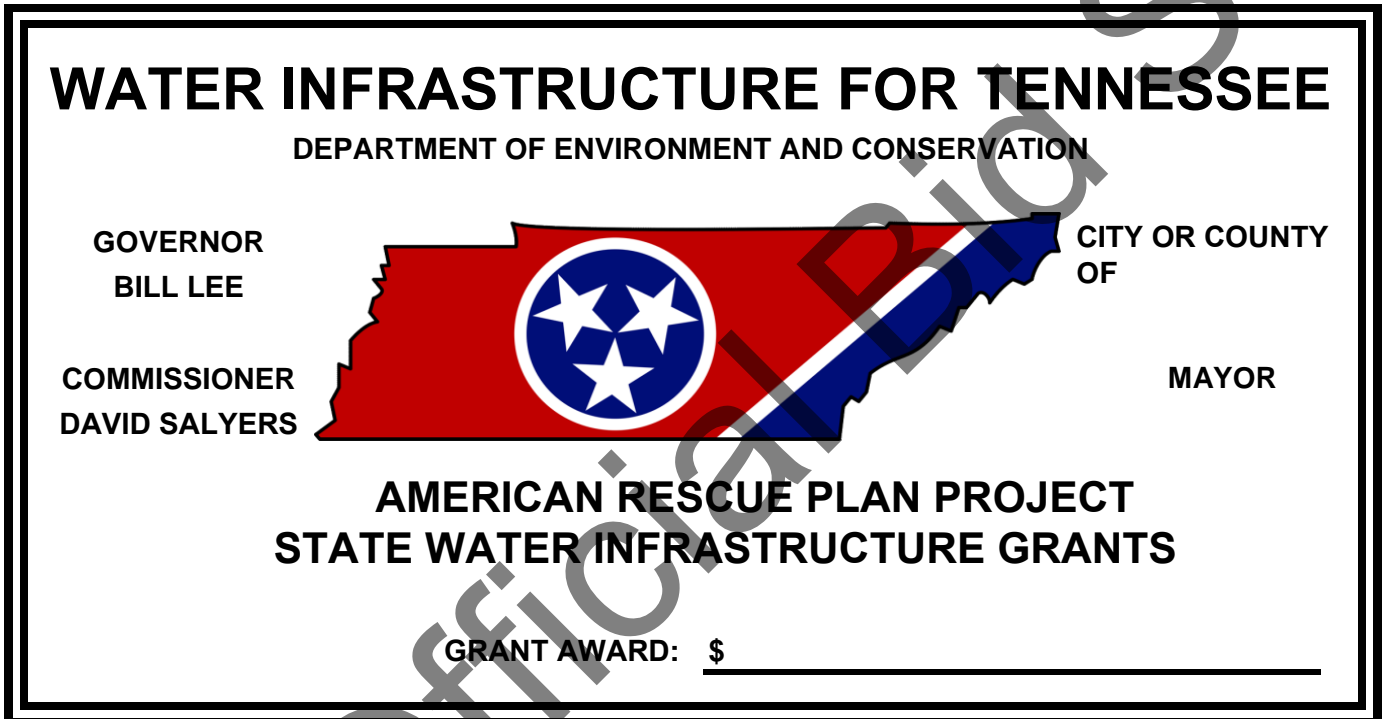 WATER INFRASTRUCTURE FOR TENNESSEE
DEPARTMENT OF ENVIRONMENT AND CONSERVATION
GOVERNOR
BILL LEE
COMMISSIONER
DAVID SALYERS
CITY OR COUNTY
OF
MAYOR
AMERICAN RESCUE PLAN PROJECT
STATE WATER INFRASTRUCTURE GRANTS
GRANT AWARD: $
Official Bid